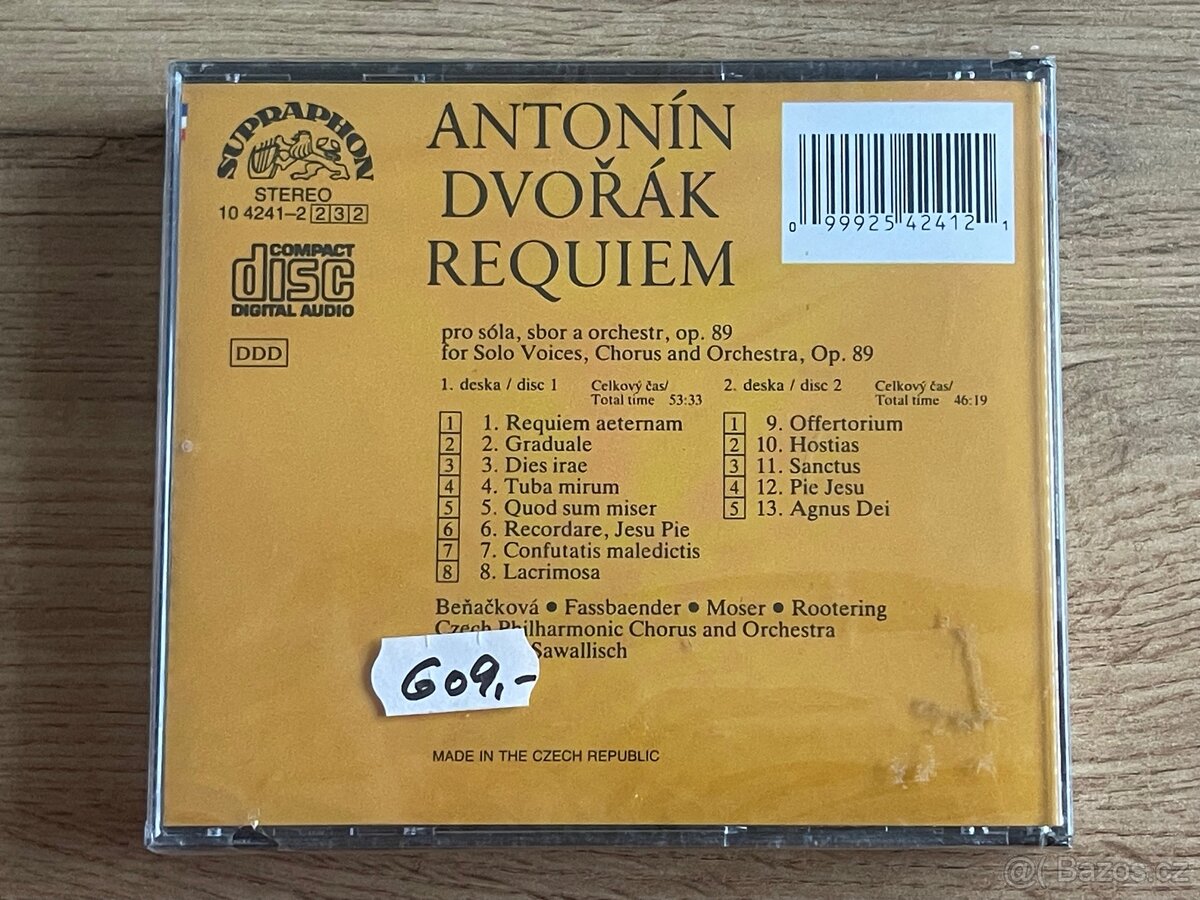 SUPRAPHON
STEREO
10 4241-2 2 3 2
COMPACT
disc
DIGITAL AUDIO
DDD
ANTONÍN
DVOŘÁK
REQUIEM
0 99925 42412 1
pro sóla, sbor a orchestr, op. 89
for Solo Voices, Chorus and Orchestra, Op. 89
1. deska / disc 1 Celkový čas/
Total time 53:33
1 1. Requiem aeternam
2 2. Graduale
3 3. Dies irae
4 4. Tuba mirum
5 5. Quod sum miser
6 6. Recordare, Jesu Pie
7 7. Confutatis maledictis
8 8. Lacrimosa
2. deska / disc 2 Celkový čas/
Total time 46:19
1 9. Offertorium
2 10. Hostias
3 11. Sanctus
4 12. Pie Jesu
5 13. Agnus Dei
Beňačková ● Fassbaender ● Moser ● Rootering
Czech Philharmonic Chorus and Orchestra
Sawallisch
609,-
MADE IN THE CZECH REPUBLIC
@( Bazos.cz